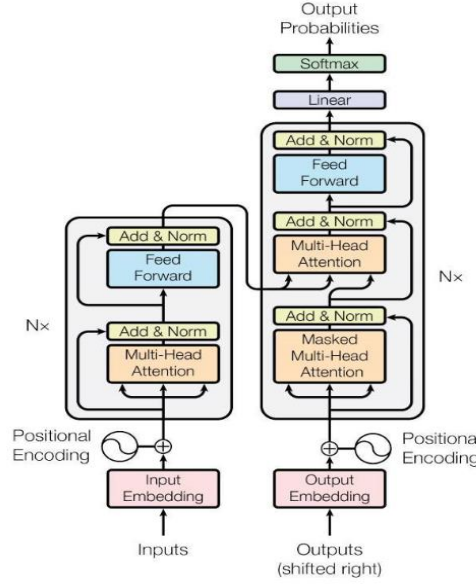 Output
Probabilities
Softmax
Linear
Add & Norm
Feed
Forward
Add & Norm
Multi-Head
Attention
Add & Norm
Masked
Multi-Head
Attention
Nx
Positional
Encoding
Output
Embedding
Outputs
(shifted right)
Add & Norm
Feed
Forward
Add & Norm
Multi-Head
Attention
Nx
Positional
Encoding
Input
Embedding
Inputs